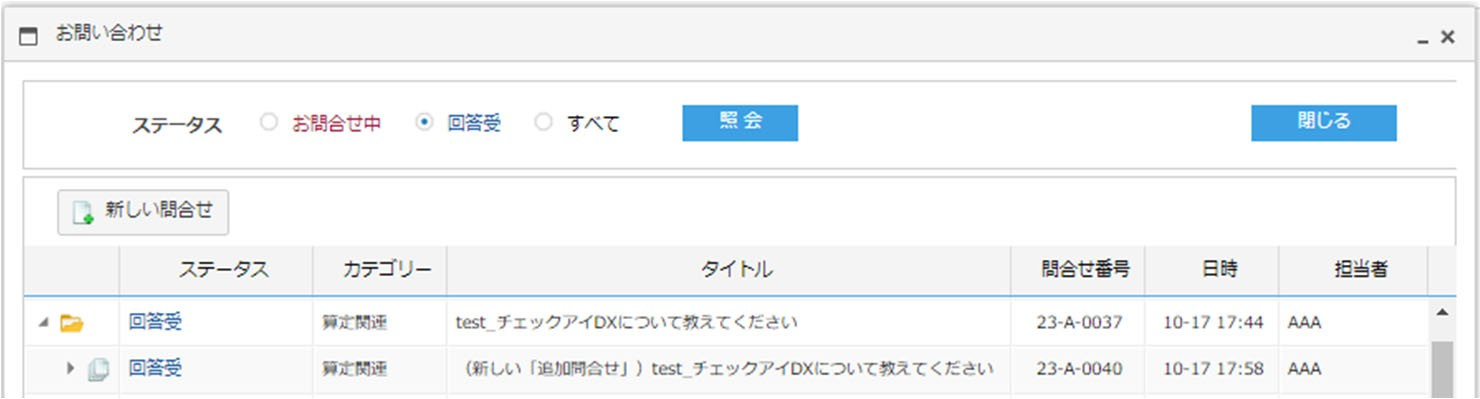 お問い合わせ
ステータス お問合せ中 回答受 すべて 照 会 閉じる
新しい問合せ
ステータス カテゴリー タイトル 問合せ番号 日時 担当者
回答受 算定関連 test_チェックアイDXについて教えてください 23-A-0037 10-17 17:44 AAA
回答受 算定関連 （新しい「追加問合せ」）test_チェックアイDXについて教えてください 23-A-0040 10-17 17:58 AAA